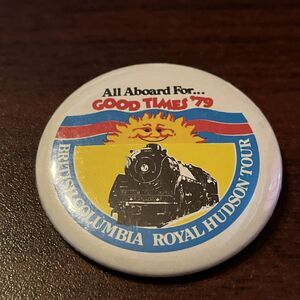 All Aboard For...
GOOD TIMES '79
BRITISH COLUMBIA ROYAL HUDSON TOUR